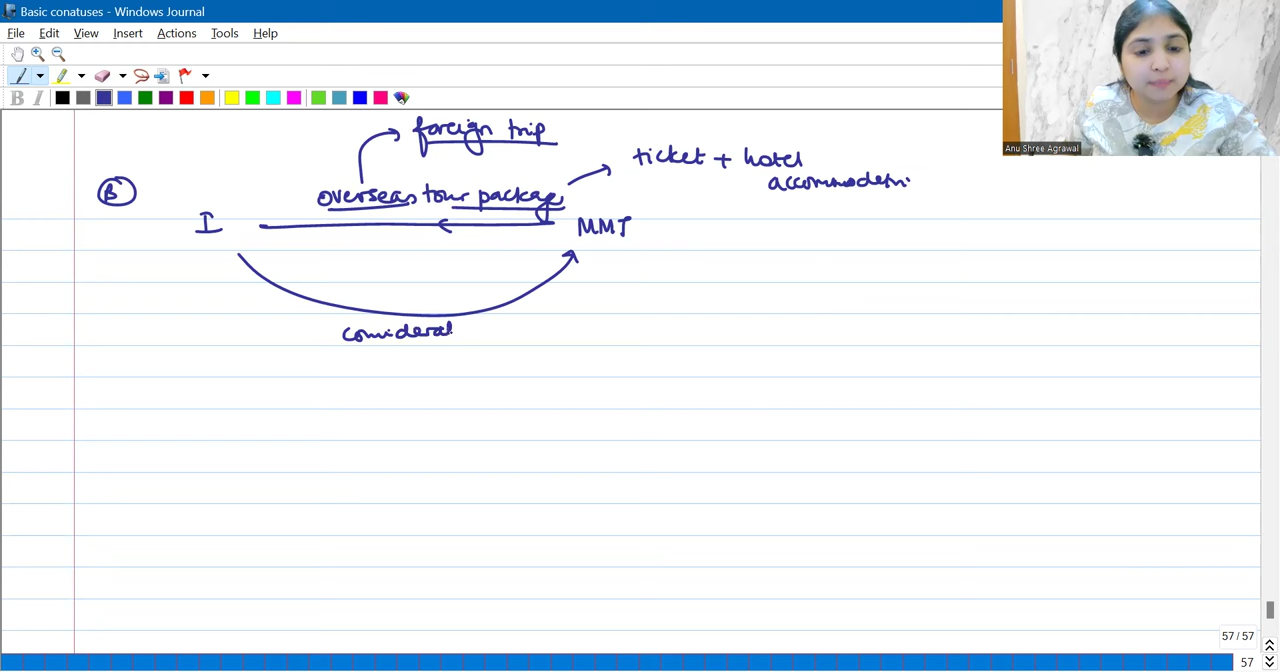 Basic conatuses - Windows Journal
File Edit View Insert Actions Tools Help
B I
Anu Shree Agrawal
foreign trip
ticket + hotel
accommodatn
B
overseas tour package
I
MMT
considerat
57 / 57
57